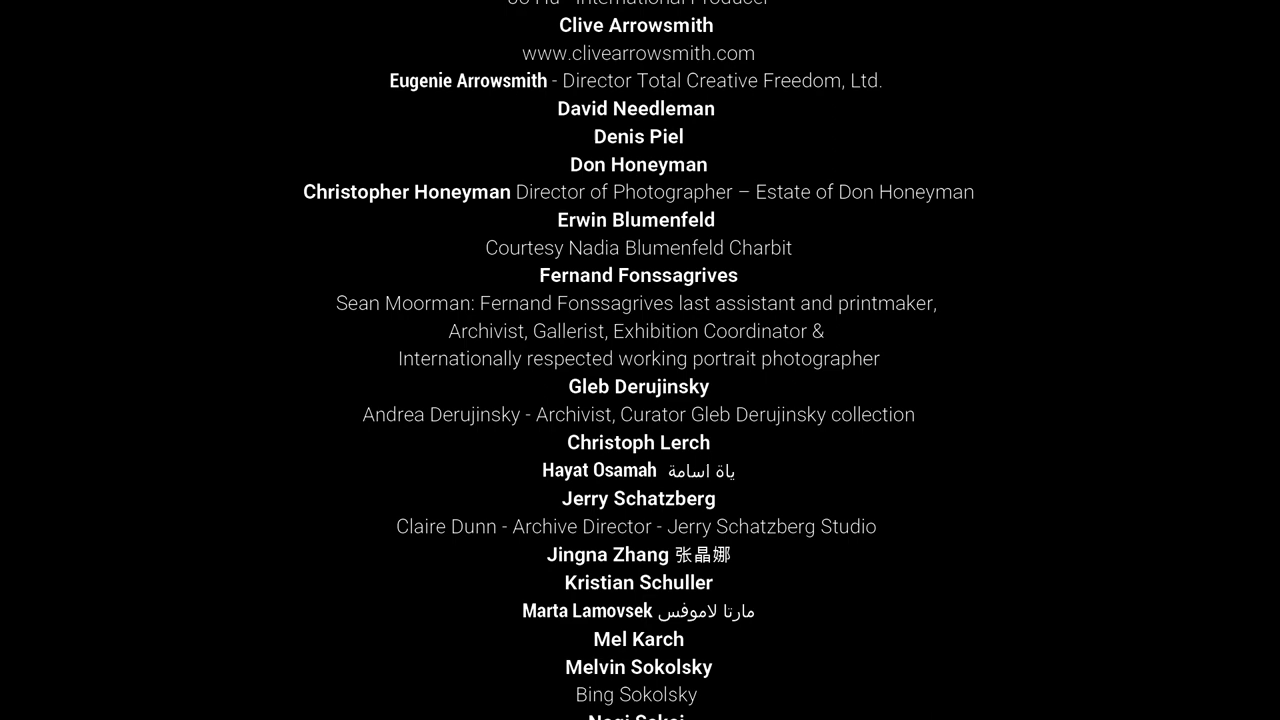 International Producer
Clive Arrowsmith
www.clivearrowsmith.com
Eugenie Arrowsmith - Director Total Creative Freedom, Ltd.
David Needleman
Denis Piel
Don Honeyman
Christopher Honeyman Director of Photographer – Estate of Don Honeyman
Erwin Blumenfeld
Courtesy Nadia Blumenfeld Charbit
Fernand Fonssagrives
Sean Moorman: Fernand Fonssagrives last assistant and printmaker,
Archivist, Gallerist, Exhibition Coordinator &
Internationally respected working portrait photographer
Gleb Derujinsky
Andrea Derujinsky - Archivist, Curator Gleb Derujinsky collection
Christoph Lerch
Hayat Osamah ياة اسامة
Jerry Schatzberg
Claire Dunn - Archive Director - Jerry Schatzberg Studio
Jingna Zhang 张晶娜
Kristian Schuller
Marta Lamovsek مارتا لاموفس
Mel Karch
Melvin Sokolsky
Bing Sokolsky